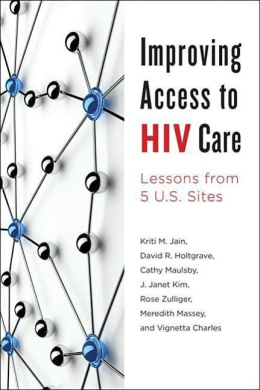 Improving
Access to
HIV Care
Lessons from
5 U.S. Sites
Kriti M. Jain,
David R. Holtgrave,
Cathy Maulsby,
J. Janet Kim,
Rose Zulliger,
Meredith Massey,
and Vignetta Charles